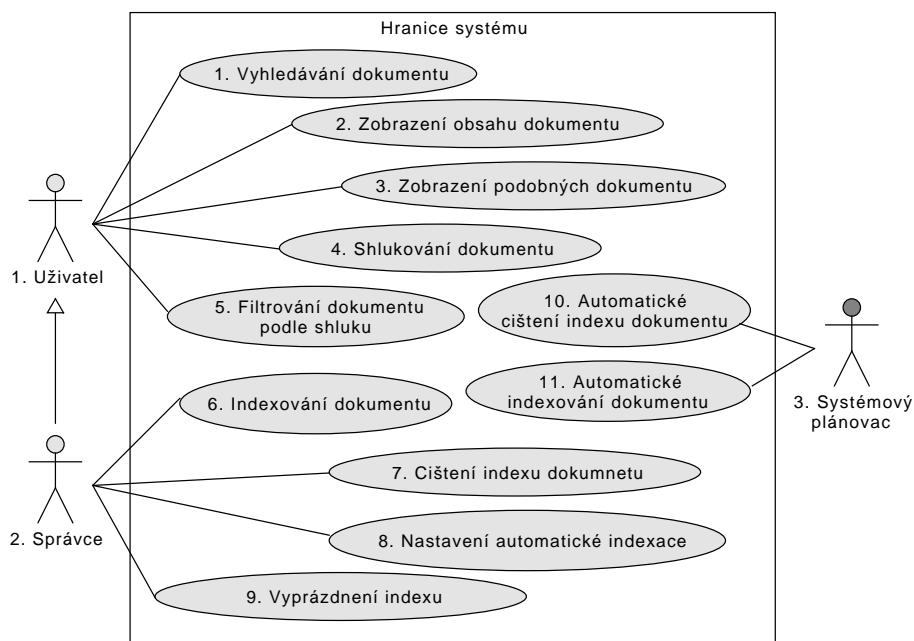 Hranice systému
1. Vyhledávání dokumentu
2. Zobrazení obsahu dokumentu
3. Zobrazení podobných dokumentu
4. Shlukování dokumentu
1. Uživatel
5. Filtrování dokumentu
podle shluku
10. Automatické
cištení indexu dokumentu
11. Automatické
indexování dokumentu
3. Systémový
plánovac
6. Indexování dokumentu
7. Cištení indexu dokumnetu
2. Správce
8. Nastavení automatické indexace
9. Vyprázdnení indexu